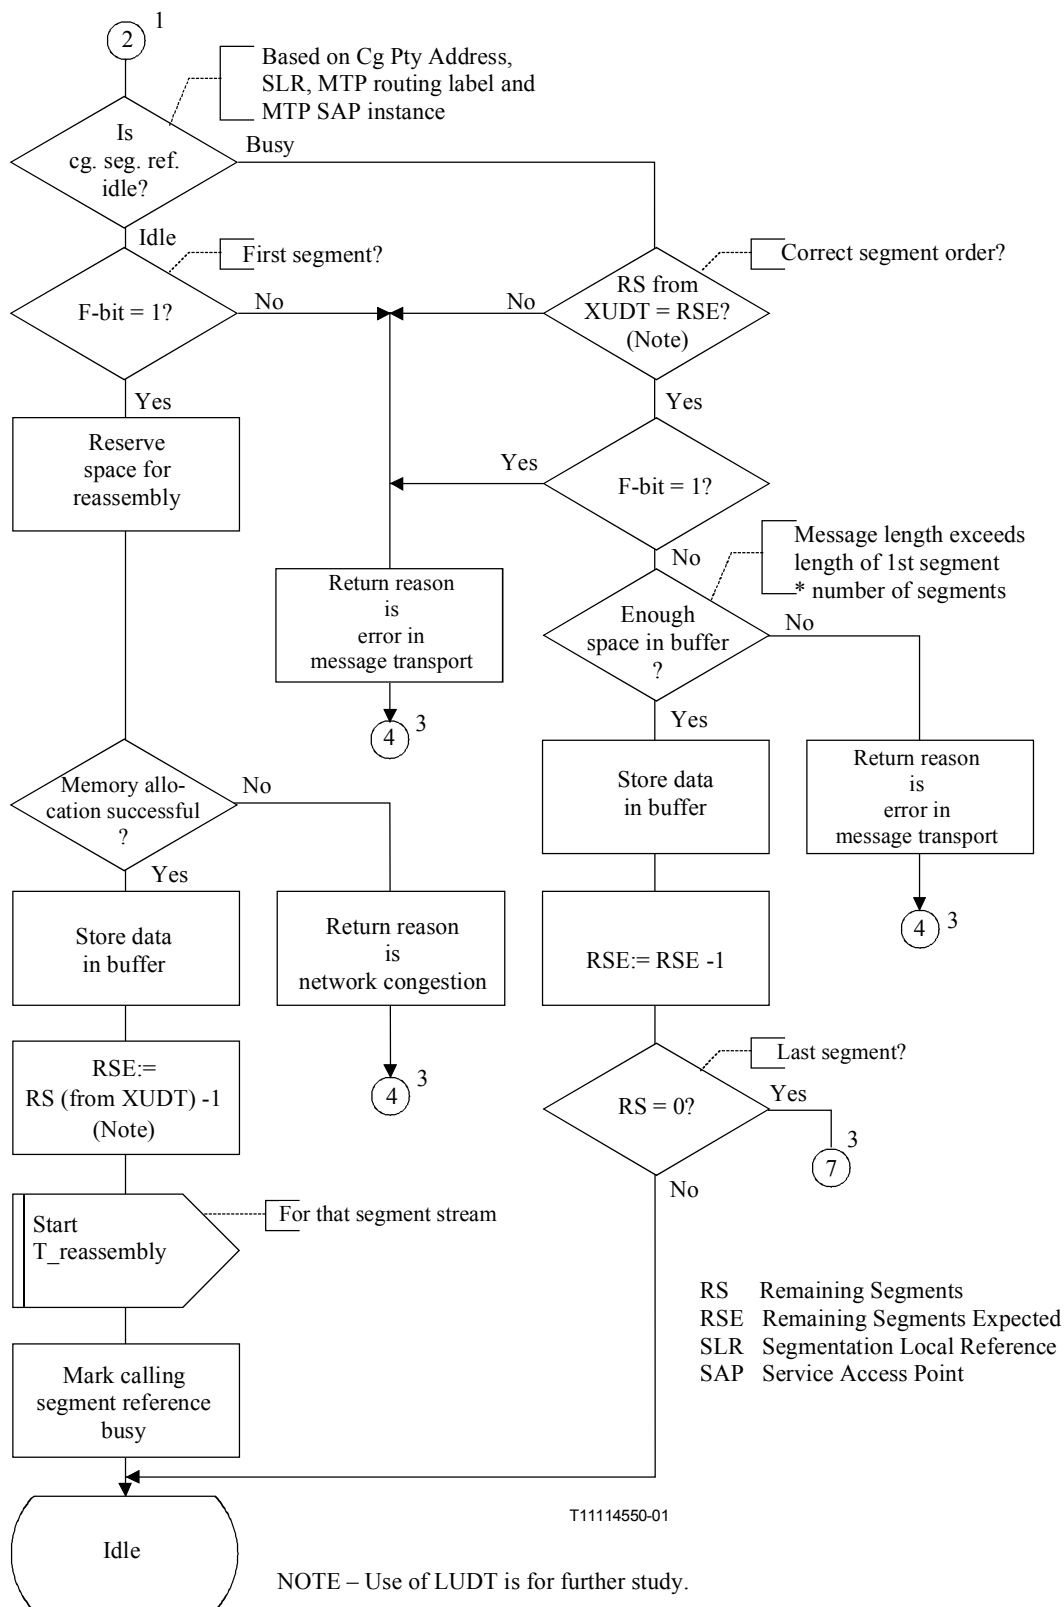 1
2
Based on Cg Pty Address,
SLR, MTP routing label and
MTP SAP instance
Is
cg. seg. ref.
idle?
Busy
Idle
First segment?
Correct segment order?
F-bit = 1?
No
No
RS from
XUDT = RSE?
(Note)
Yes
Yes
Reserve
space for
reassembly
Yes
F-bit = 1?
No
Message length exceeds
length of 1st segment
* number of segments
Return reason
is
error in
message transport
Enough
space in buffer
?
No
Yes
3
4
Memory allo-
cation successful
?
No
Yes
Store data
in buffer
Return reason
is
error in
message transport
3
4
Store data
in buffer
Return reason
is
network congestion
RSE:= RSE -1
3
4
Last segment?
RSE:=
RS (from XUDT) -1
(Note)
RS = 0?
Yes
3
7
No
Start
T_reassembly
For that segment stream
RS Remaining Segments
RSE Remaining Segments Expected
SLR Segmentation Local Reference
SAP Service Access Point
Mark calling
segment reference
busy
T11114550-01
Idle
NOTE – Use of LUDT is for further study.